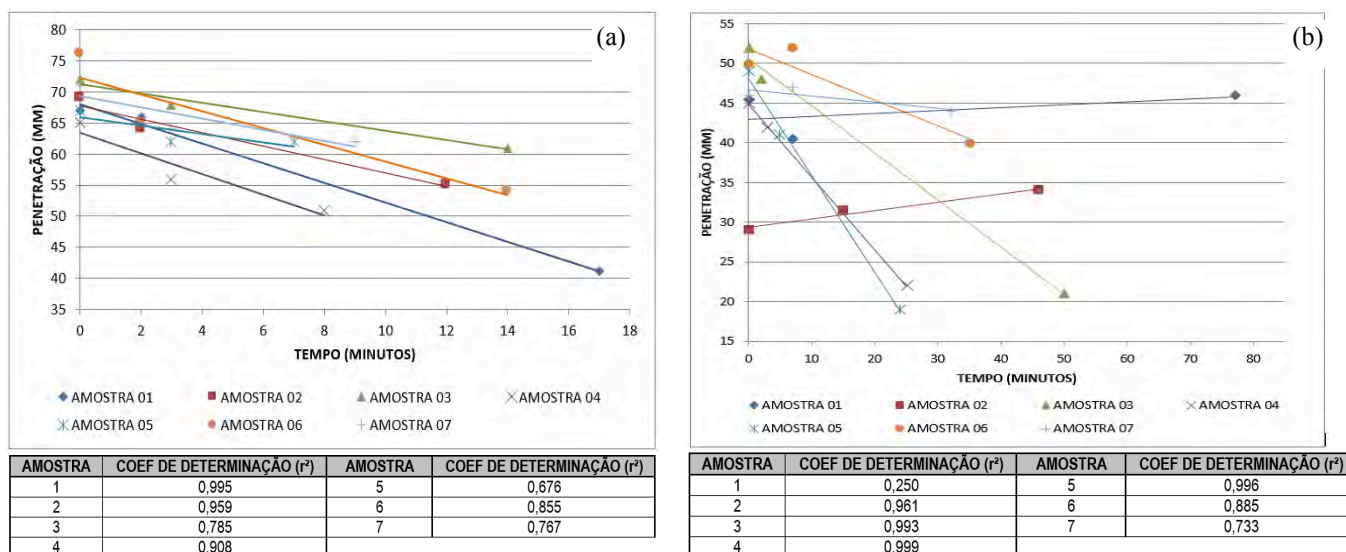 (a)
80
75
70
65
60
55
50
45
40
35
PENETRAÇÃO (MM)
0 2 4 6 8 10 12 14 16 18
TEMPO (MINUTOS)
AMOSTRA 01 AMOSTRA 02 AMOSTRA 03 AMOSTRA 04
AMOSTRA 05 AMOSTRA 06 AMOSTRA 07
AMOSTRA COEF DE DETERMINAÇÃO (r²) AMOSTRA COEF DE DETERMINAÇÃO (r²)
1 0,995 5 0,676
2 0,959 6 0,855
3 0,785 7 0,767
4 0,908
(b)
55
50
45
40
35
30
25
20
15
PENETRAÇÃO (MM)
0 10 20 30 40 50 60 70 80
TEMPO (MINUTOS)
AMOSTRA 01 AMOSTRA 02 AMOSTRA 03 AMOSTRA 04
AMOSTRA 05 AMOSTRA 06 AMOSTRA 07
AMOSTRA COEF DE DETERMINAÇÃO (r²) AMOSTRA COEF DE DETERMINAÇÃO (r²)
1 0,250 5 0,996
2 0,961 6 0,885
3 0,993 7 0,733
4 0,999